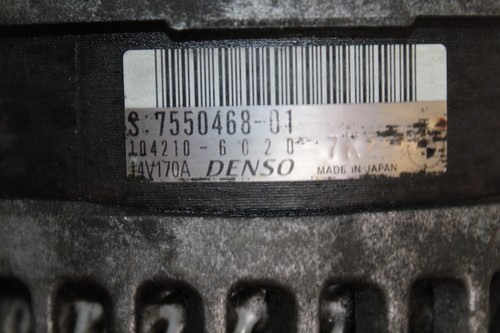 S:7550468-01
104210-6020
14V170A DENSO MADE IN JAPAN